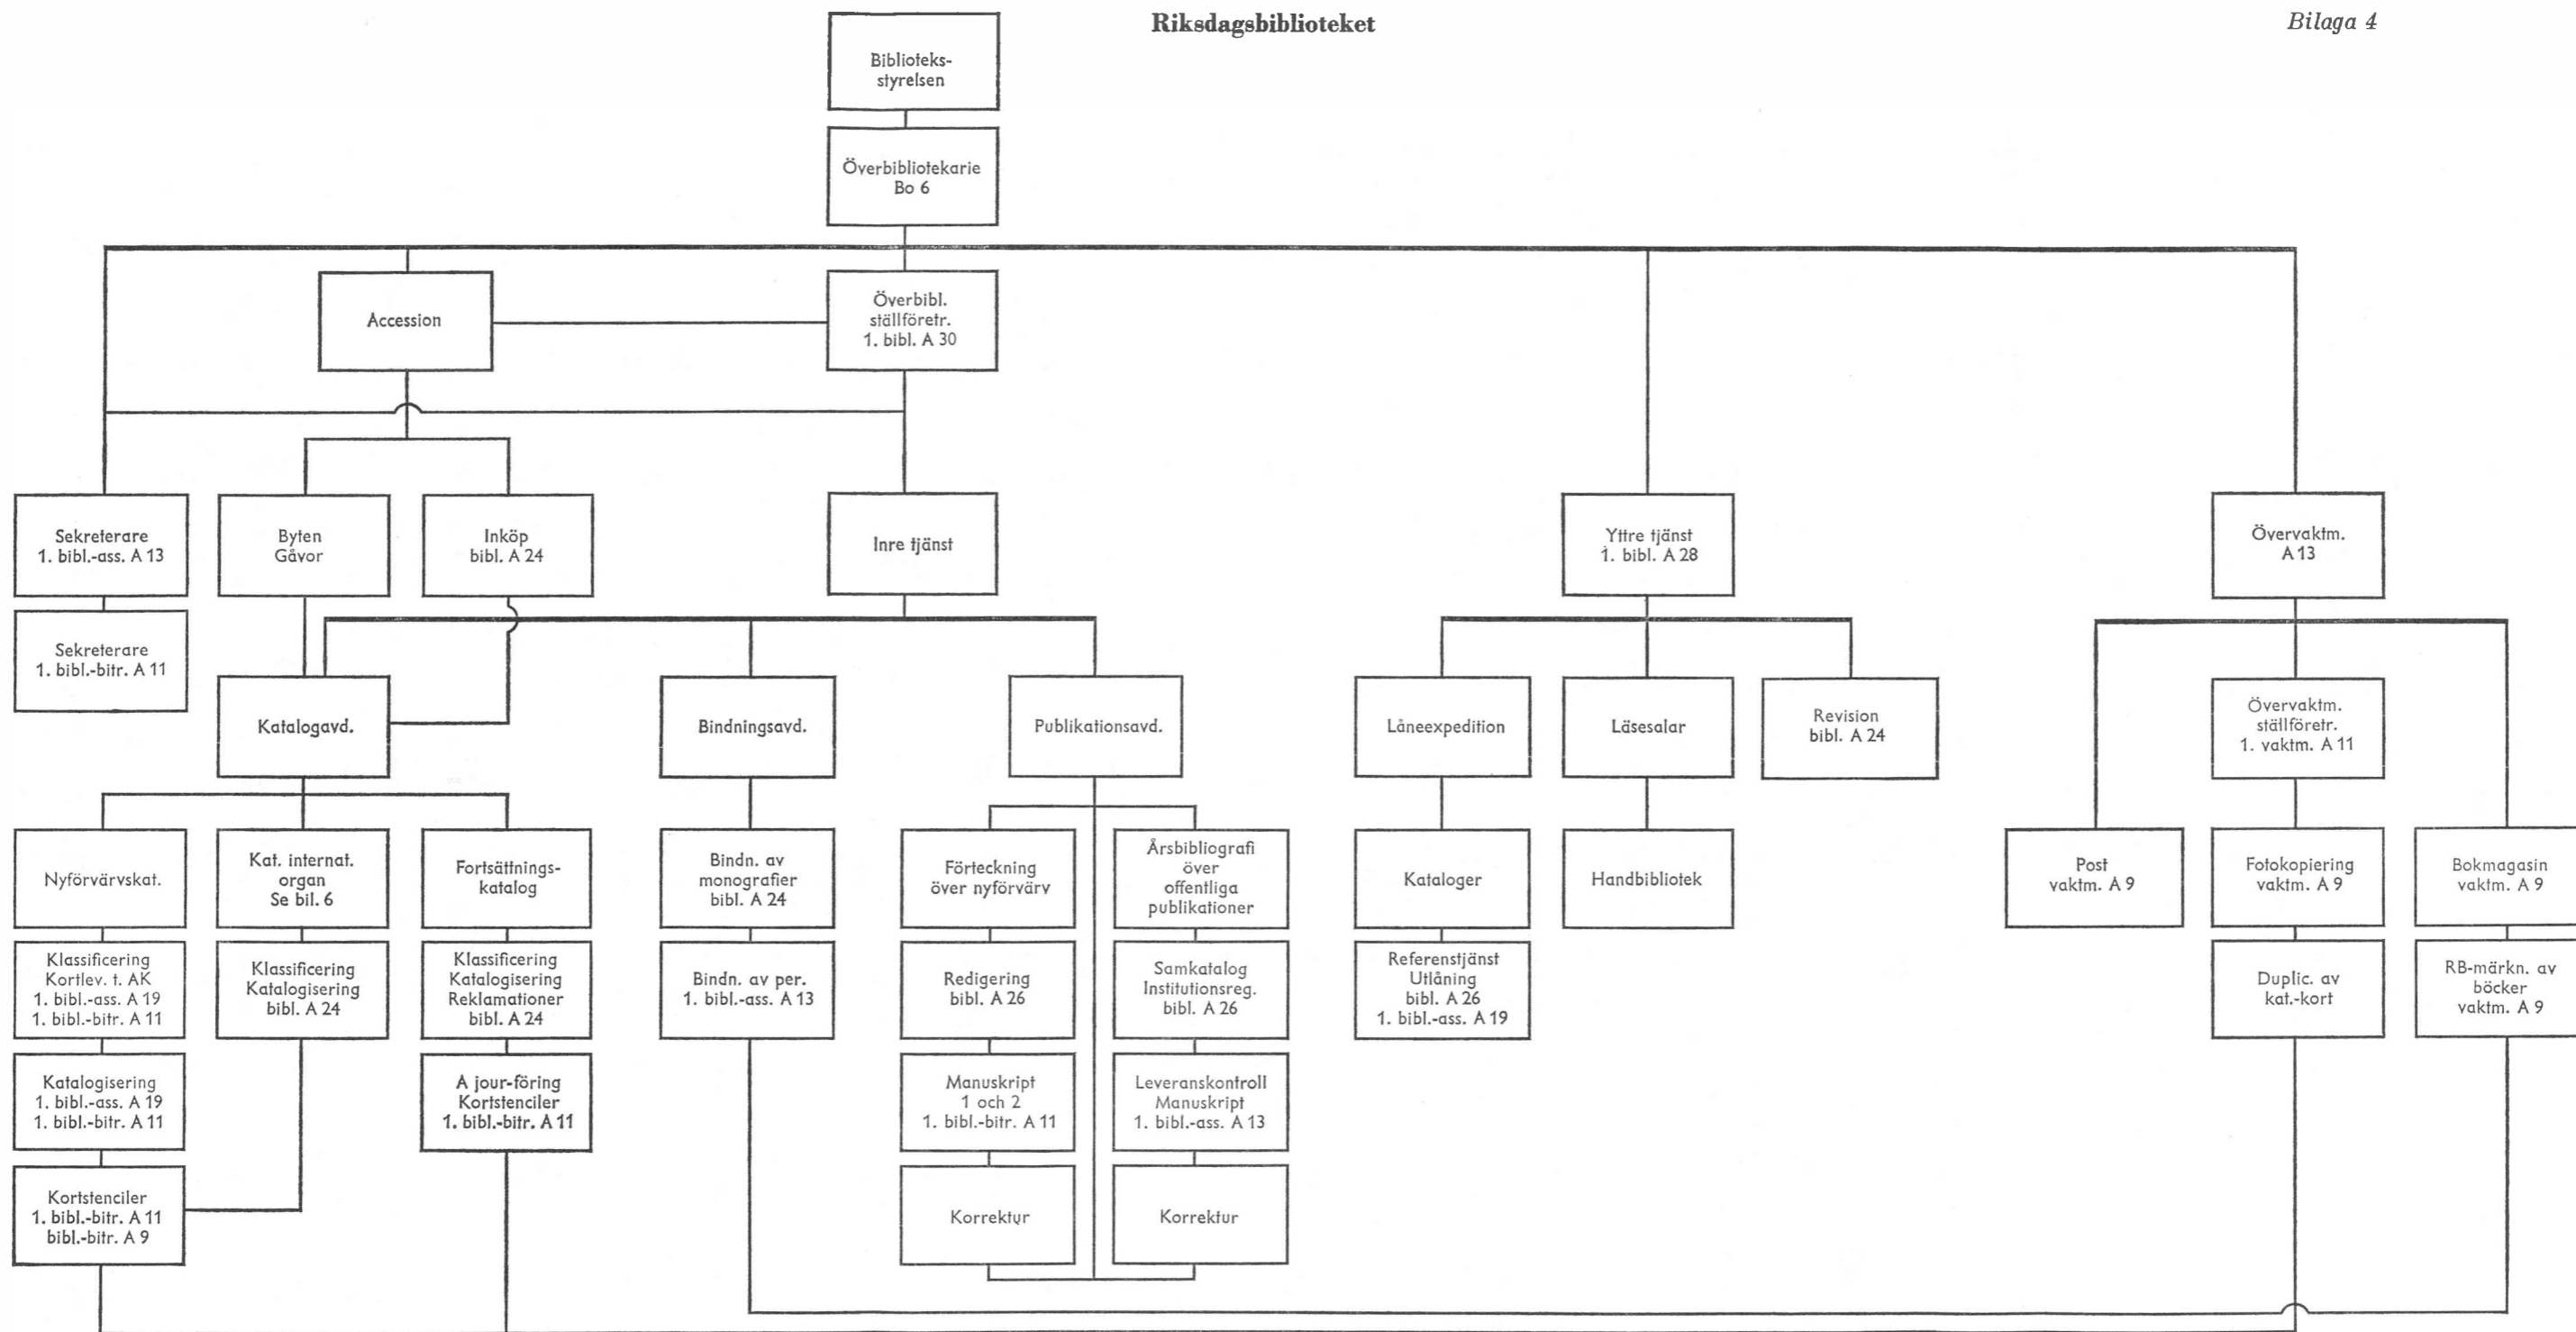 Riksdagsbiblioteket
Bilaga 4
Biblioteks-
styrelsen
Överbibliotekarie
Bo 6
Accession
Överbibl.
ställföretr.
1. bibl. A 30
Sekreterare
1. bibl.-ass. A 13
Byten
Gåvor
Inköp
bibl. A 24
Inre tjänst
Yttre tjänst
1. bibl. A 28
Övervaktm.
A 13
Sekreterare
1. bibl.-bitr. A 11
Katalogavd.
Bindningsavd.
Publikationsavd.
Låneexpedition
Läsesalar
Revision
bibl. A 24
Övervaktm.
ställföretr.
1. vaktm. A 11
Nyförvärvskat.
Kat. internat.
organ
Se bil. 6
Fortsättnings-
katalog
Bindn. av
monografier
bibl. A 24
Förteckning
över nyförvärv
Årsbibliografi
över
offentliga
publikationer
Kataloger
Handbibliotek
Post
vaktm. A 9
Fotokopiering
vaktm. A 9
Bokmagasin
vaktm. A 9
Klassificering
Kortlev. t. AK
1. bibl.-ass. A 19
1. bibl.-bitr. A 11
Klassificering
Katalogisering
bibl. A 24
Klassificering
Katalogisering
Reklamationer
bibl. A 24
Bindn. av per.
1. bibl.-ass. A 13
Redigering
bibl. A 26
Samkatalog
Institutionsreg.
bibl. A 26
Referenstjänst
Utlåning
bibl. A 26
1. bibl.-ass. A 19
Duplic. av
kat.-kort
RB-märkn. av
böcker
vaktm. A 9
Katalogisering
1. bibl.-ass. A 19
1. bibl.-bitr. A 11
A jour-föring
Kortstenciler
1. bibl.-bitr. A 11
Manuskript
1 och 2
1. bibl.-bitr. A 11
Leveranskontroll
Manuskript
1. bibl.-ass. A 13
Kortstenciler
1. bibl.-bitr. A 11
bibl.-bitr. A 9
Korrektur
Korrektur